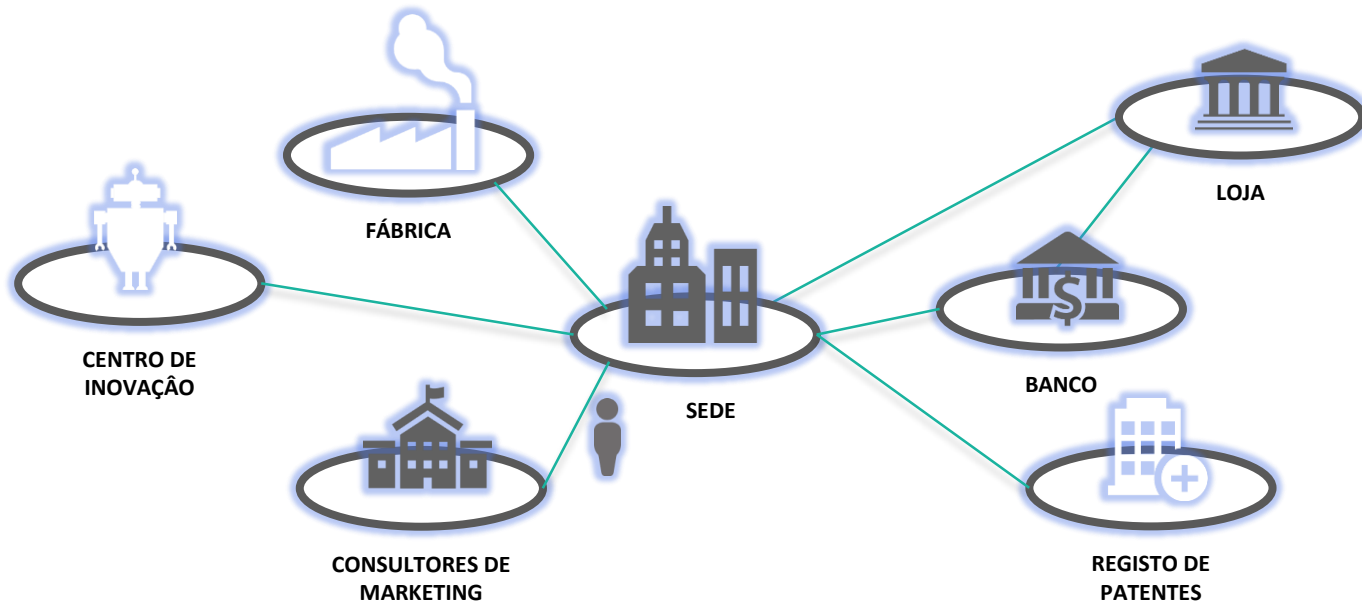 FÁBRICA
LOJA
CENTRO DE
INOVAÇÂO
SEDE
BANCO
CONSULTORES DE
MARKETING
REGISTO DE
PATENTES